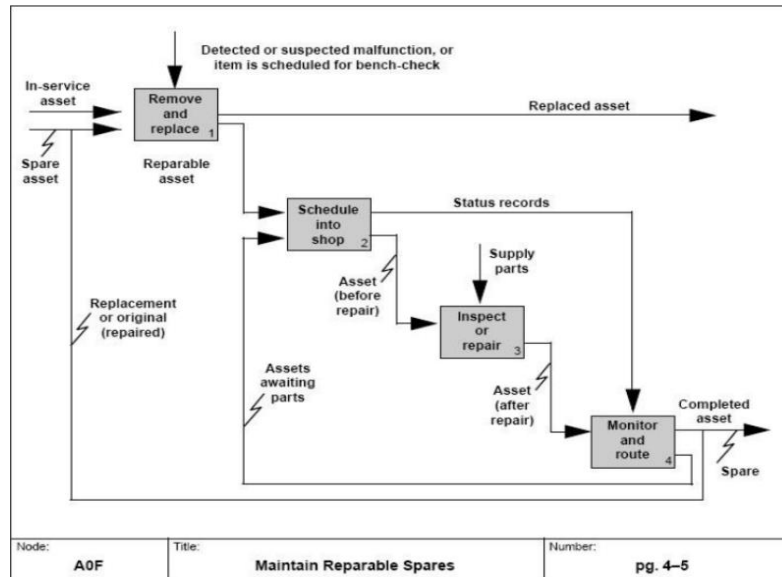 Detected or suspected malfunction, or
item is scheduled for bench-check
In-service
asset
Remove
and
replace
1
Replaced asset
Spare
asset
Reparable
asset
Schedule
into
shop
2
Status records
Supply
parts
Asset
(before
repair)
Replacement
or original
(repaired)
Inspect
or
repair
3
Assets
awaiting
parts
Asset
(after
repair)
Monitor
and
route
4
Completed
asset
Spare
Node:
A0F
Title:
Maintain Reparable Spares
Number:
pg. 4–5